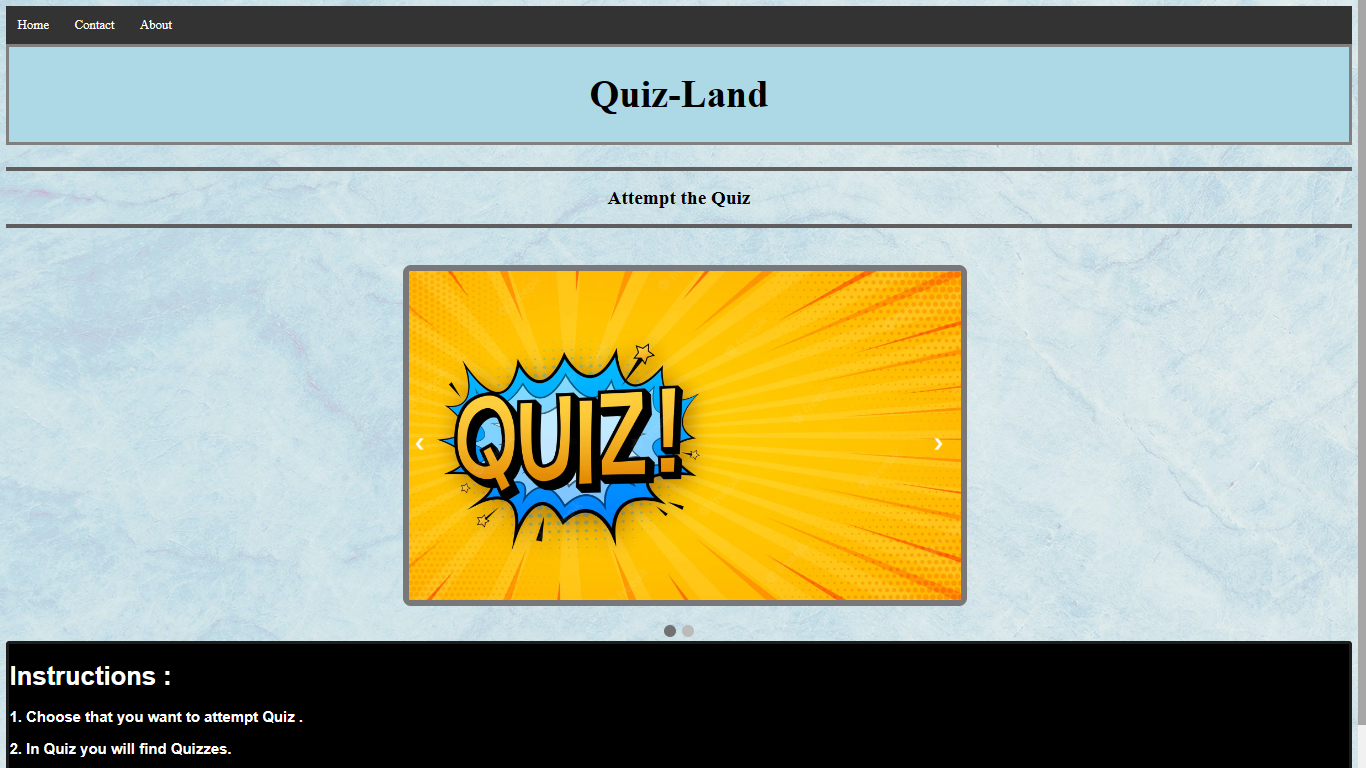 Home Contact About
Quiz-Land
Attempt the Quiz
QUIZ!
Instructions :
1. Choose that you want to attempt Quiz .
2. In Quiz you will find Quizzes.